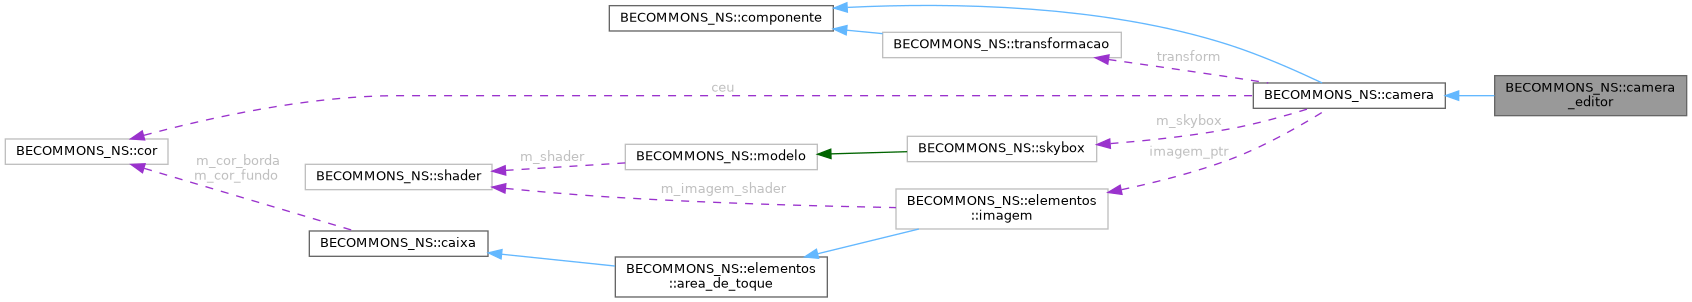 BECOMMONS_NS::componente
BECOMMONS_NS::transformacao
transform
ceu
BECOMMONS_NS::camera
BECOMMONS_NS::camera
_editor
m_skybox
BECOMMONS_NS::cor
BECOMMONS_NS::skybox
imagem_ptr
m_cor_borda
m_cor_fundo
m_shader
BECOMMONS_NS::modelo
BECOMMONS_NS::shader
m_imagem_shader
BECOMMONS_NS::elementos
::imagem
BECOMMONS_NS::caixa
BECOMMONS_NS::elementos
::area_de_toque